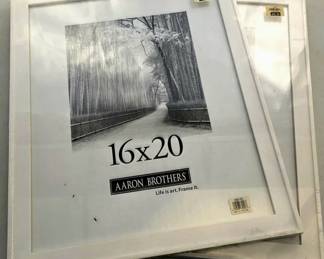 16x20
AARON BROTHERS
Life is art. Frame it.